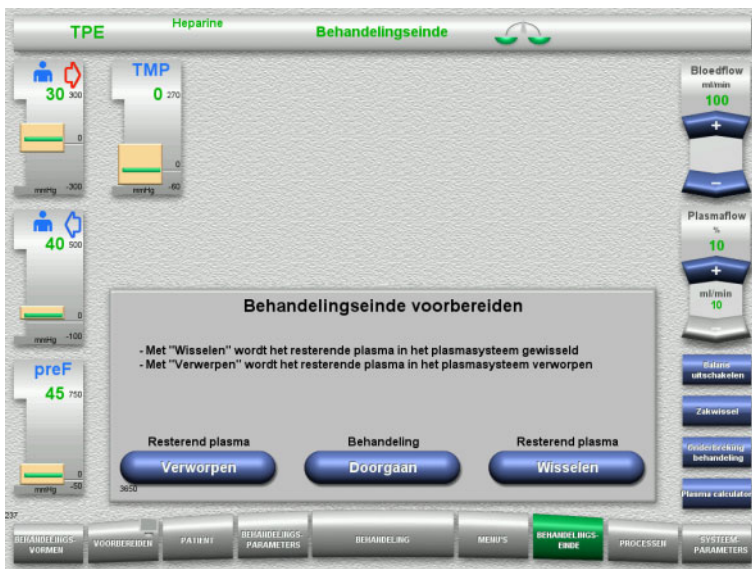 TPE
Heparine
Behandelingseinde
30 300
0
mmHg -300
TMP
0 270
0
mmHg -60
Bloedflow
ml/min
100
+
–
40 500
0
mmHg -100
Plasmaflow
%
10
+
ml/min
10
–
preF
45 750
0
mmHg -50
Behandelingseinde voorbereiden
- Met "Wisselen" wordt het resterende plasma in het plasmasysteem gewisseld
- Met "Verwerpen" wordt het resterende plasma in het plasmasysteem verworpen
Resterend plasma
Verworpen
Behandeling
Doorgaan
Resterend plasma
Wisselen
3650
Balans
uitschakelen
Zakwissel
Onderbreking
behandeling
Plasma calculator
237
BEHANDELINGS-
VORMEN
VOORBEREIDEN
PATIENT
BEHANDELINGS-
PARAMETERS
BEHANDELING
MENU'S
BEHANDELINGS-
EINDE
PROCESSEN
SYSTEEM-
PARAMETERS